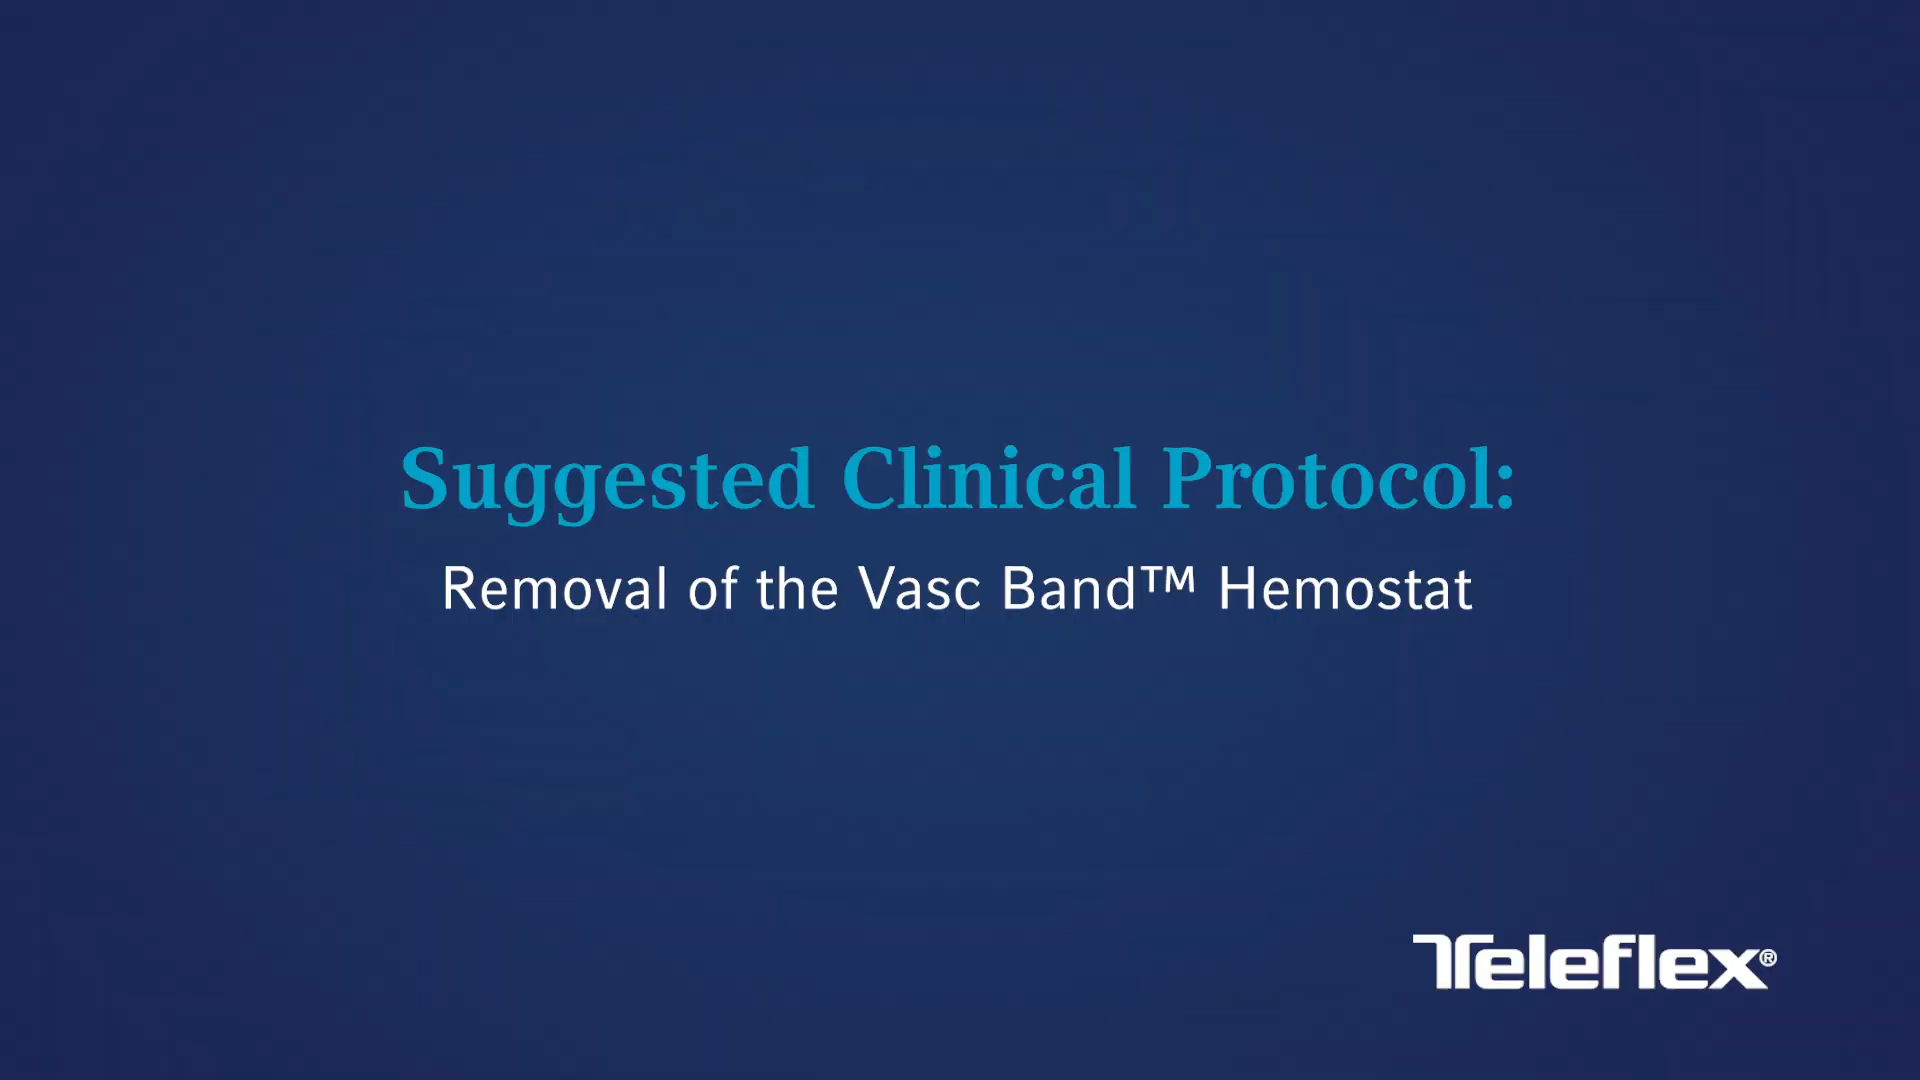 Suggested Clinical Protocol:
Removal of the Vasc Band™ Hemostat
Teleflex®